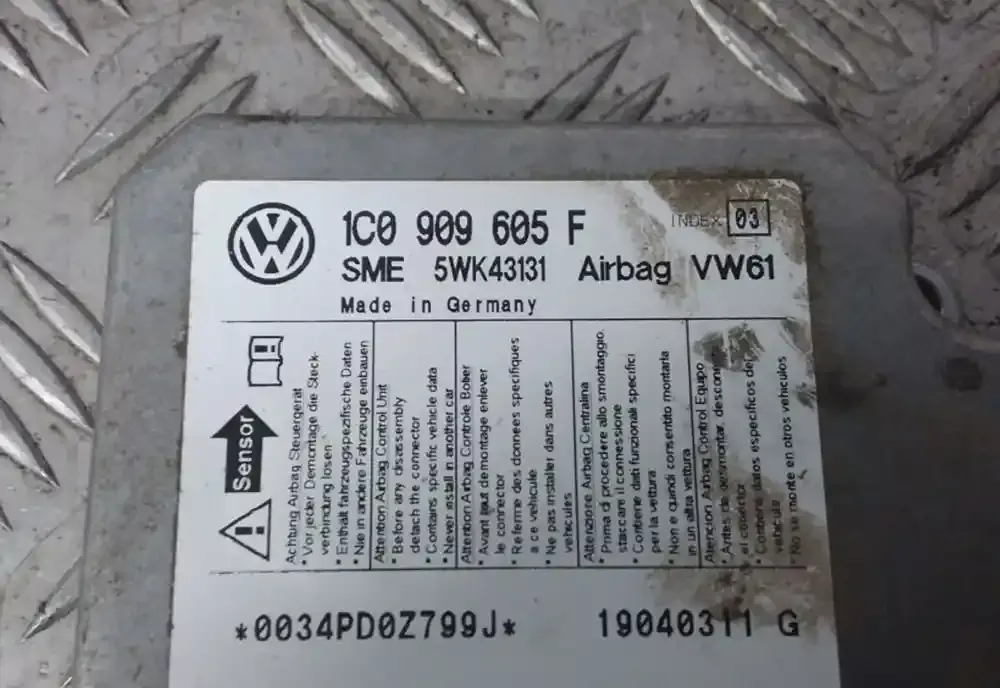 1C0 909 605 F
INDEX 03
SME 5WK43131 Airbag VW61
Made in Germany
Sensor
Achtung Airbag Steuergerät
• Vor jeder Demontage die Steck-
verbindung lösen
• Enthält fahrzeugspezifische Daten
• Nie in andere Fahrzeuge einbauen
Attention Airbag Control Unit
• Before any disassembly
detach the connector
• Contains specific vehicle data
• Never install in another car
Attention Airbag Controle Boitier
• Avant tout demontage enlever
le connector
• Referme des donnees specifiques
a ce vehicule
• Ne pas installer dans autres
vehicules
Attenzione Airbag Centralina
• Prima di procedere allo smontaggio.
staccare il connessione
• Contiene dati funzionali specifici
per la vettura
• Non e quindi consentito montarla
in un alta vettura
Atencion Airbag Control Equipo
• Antes de desmontar,
el conector
• Contiene datos especificos del
vehiculo
• No se monte en otros vehiculos
*0034PD0Z799J*
19040311 G